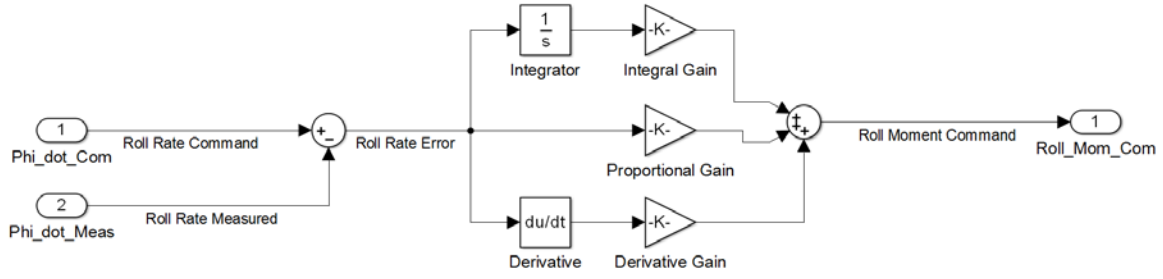 1
s
-K-
Integrator
Integral Gain
1
Phi_dot_Com
Roll Rate Command
+
−
Roll Rate Error
-K-
Proportional Gain
+
+
+
Roll Moment Command
1
Roll_Mom_Com
2
Phi_dot_Meas
Roll Rate Measured
du/dt
-K-
Derivative
Derivative Gain